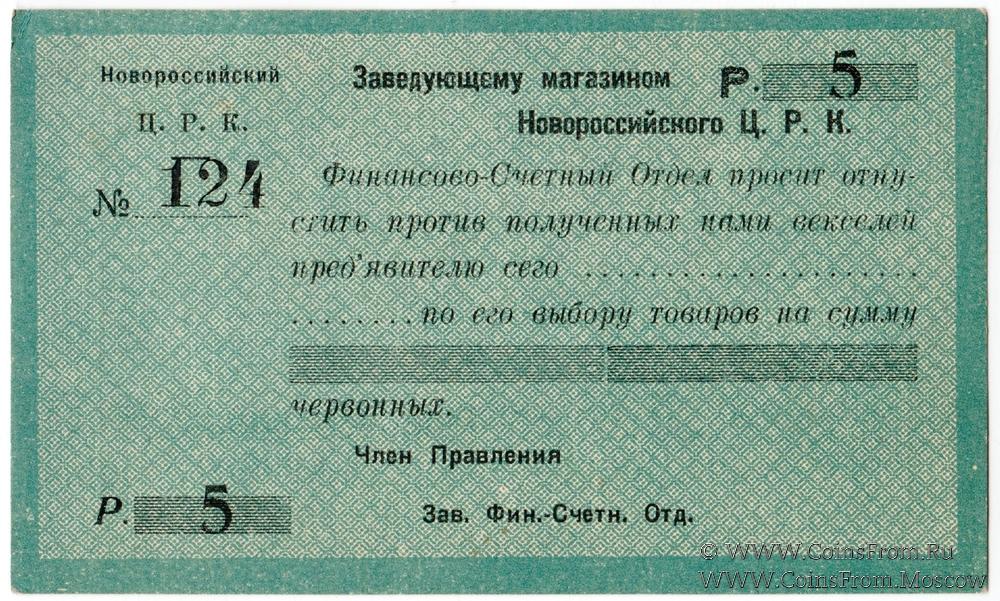 Новороссийский
Ц. Р. К.
№ 124
Заведующему магазином
Новороссийского Ц. Р. К.
Р. 5
Финансово-Счетный Отдел просит отпу-
стить против полученных нами векселей
пред'явителю сего ......................
........по его выбору товаров на сумму
червонных.
Член Правления
Р. 5
Зав. Фин.-Счетн. Отд.
© WWW.CoinsFrom.Ru
WWW.CoinsFrom.Moscow